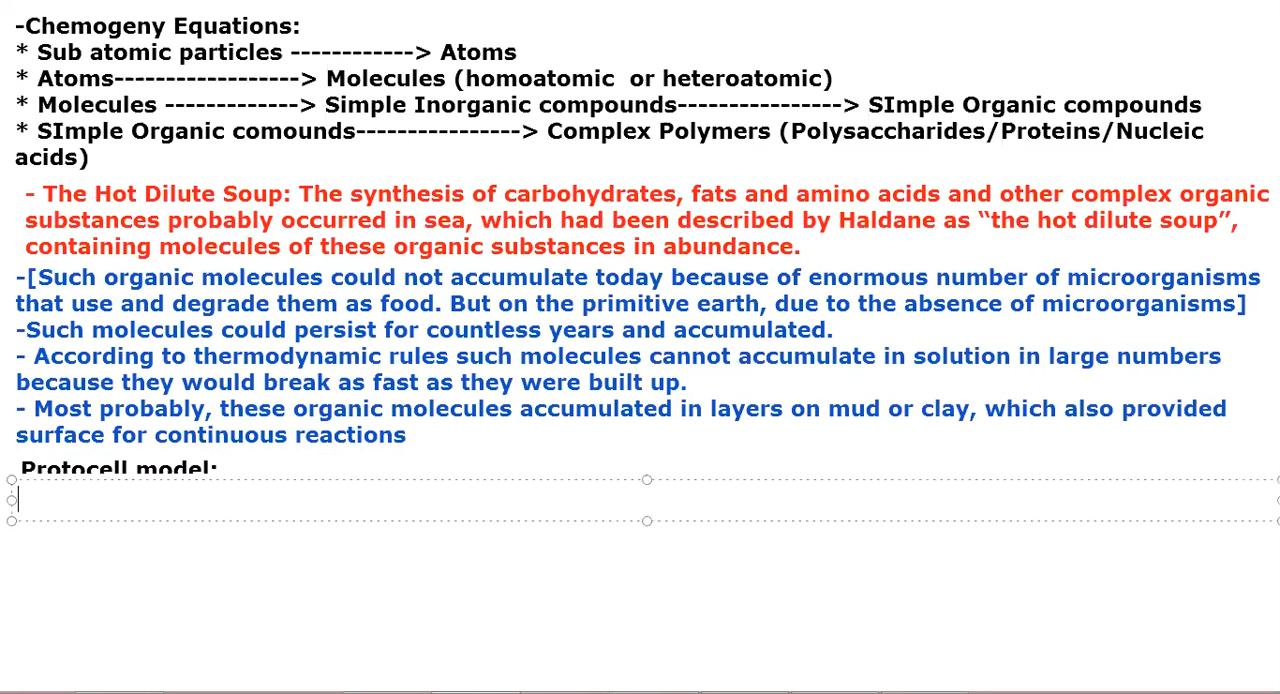 -Chemogeny Equations:
* Sub atomic particles ------------> Atoms
* Atoms------------------> Molecules (homoatomic  or heteroatomic)
* Molecules -------------> Simple Inorganic compounds----------------> SImple Organic compounds
* SImple Organic comounds----------------> Complex Polymers (Polysaccharides/Proteins/Nucleic
acids)
- The Hot Dilute Soup: The synthesis of carbohydrates, fats and amino acids and other complex organic
substances probably occurred in sea, which had been described by Haldane as “the hot dilute soup”,
containing molecules of these organic substances in abundance.
-[Such organic molecules could not accumulate today because of enormous number of microorganisms
that use and degrade them as food. But on the primitive earth, due to the absence of microorganisms]
-Such molecules could persist for countless years and accumulated.
- According to thermodynamic rules such molecules cannot accumulate in solution in large numbers
because they would break as fast as they were built up.
- Most probably, these organic molecules accumulated in layers on mud or clay, which also provided
surface for continuous reactions
Protocell model: